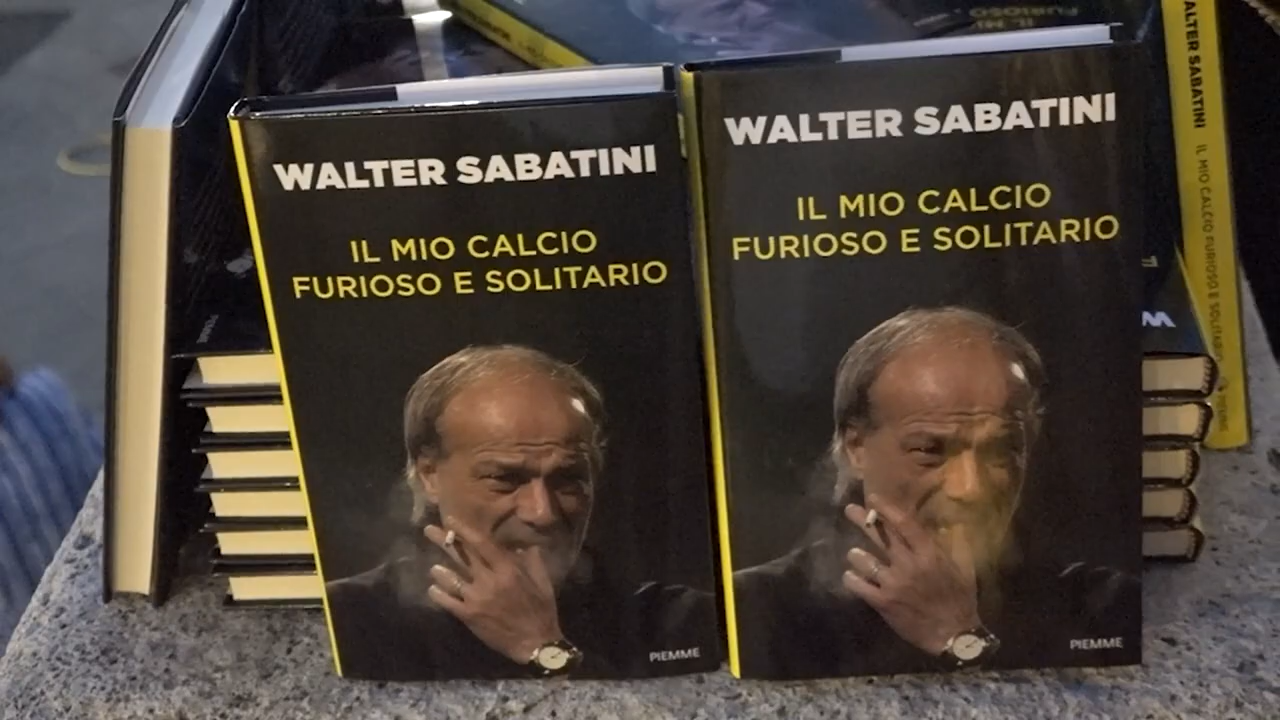 WALTER SABATINI
IL MIO CALCIO
FURIOSO E SOLITARIO
PIEMME
WALTER SABATINI
IL MIO CALCIO
FURIOSO E SOLITARIO
PIEMME
ALTER SABATINI IL MIO CALCIO FURIOSO E SOLITARIO